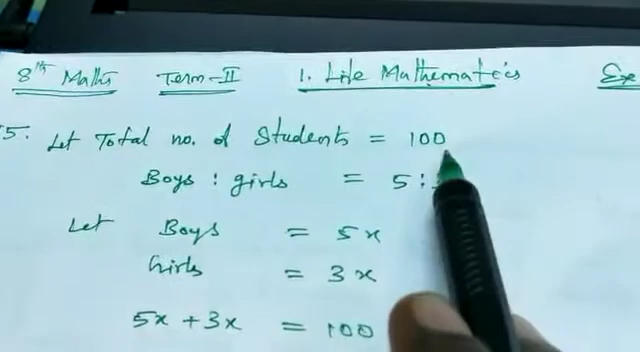 8th Maths Term-II 1. Life Mathematics Ex
5. Let Total no. of Students = 100
Boys : girls = 5 :
Let Boys = 5x
Girls = 3x
5x + 3x = 100